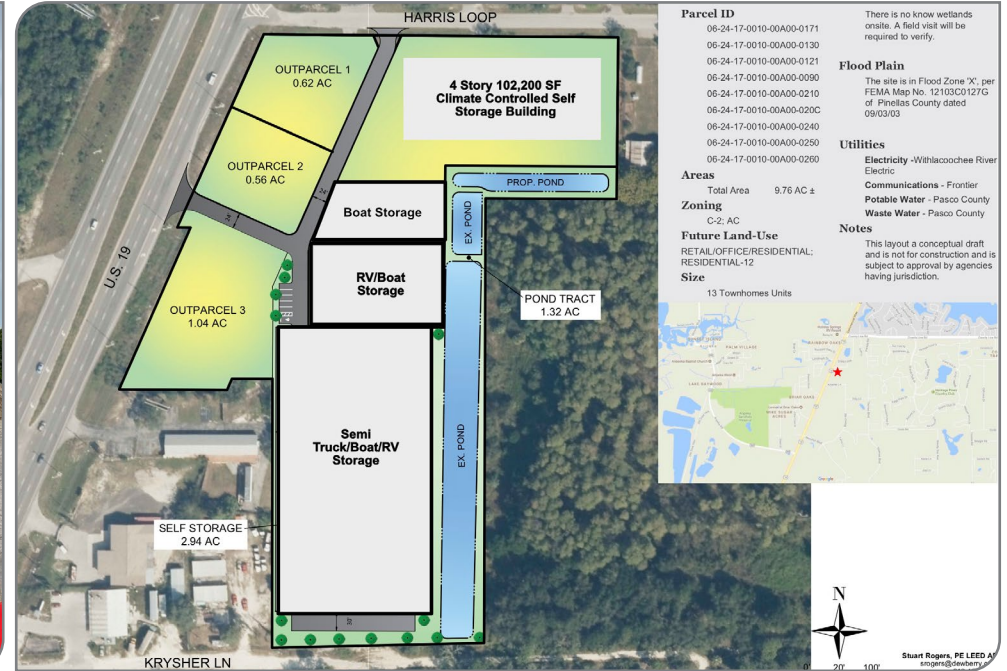 HARRIS LOOP
OUTPARCEL 1
0.62 AC
4 Story 102,200 SF
Climate Controlled Self
Storage Building
OUTPARCEL 2
0.56 AC
PROP. POND
24'
Boat Storage
EX. POND
24'
U.S. 19
RV/Boat
Storage
OUTPARCEL 3
1.04 AC
POND TRACT
1.32 AC
Semi
Truck/Boat/RV
Storage
EX. POND
SELF STORAGE
2.94 AC
30'
KRYSHER LN
Parcel ID
06-24-17-0010-00A00-0171
06-24-17-0010-00A00-0130
06-24-17-0010-00A00-0121
06-24-17-0010-00A00-0090
06-24-17-0010-00A00-0210
06-24-17-0010-00A00-020C
06-24-17-0010-00A00-0240
06-24-17-0010-00A00-0250
06-24-17-0010-00A00-0260
Areas
Total Area 9.76 AC ±
Zoning
C-2; AC
Future Land-Use
RETAIL/OFFICE/RESIDENTIAL;
RESIDENTIAL-12
Size
13 Townhomes Units
There is no know wetlands
onsite. A field visit will be
required to verify.
Flood Plain
The site is in Flood Zone 'X', per
FEMA Map No. 12103C0127G
of Pinellas County dated
09/03/03
Utilities
Electricity -Withlacoochee River
Electric
Communications - Frontier
Potable Water - Pasco County
Waste Water - Pasco County
Notes
This layout a conceptual draft
and is not for construction and is
subject to approval by agencies
having jurisdiction.
PALM VILLAGE
Google
N
0' 20' 100'
Stuart Rogers, PE LEED
srogers@dewberry.c